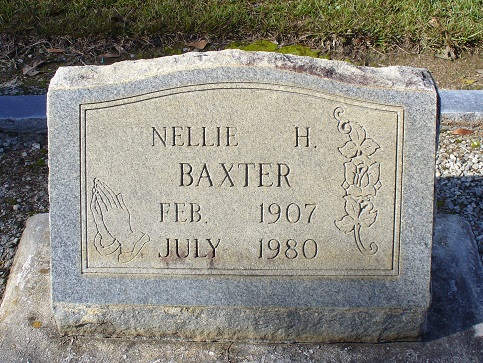 NELLIE H.
BAXTER
FEB. 1907
JULY 1980